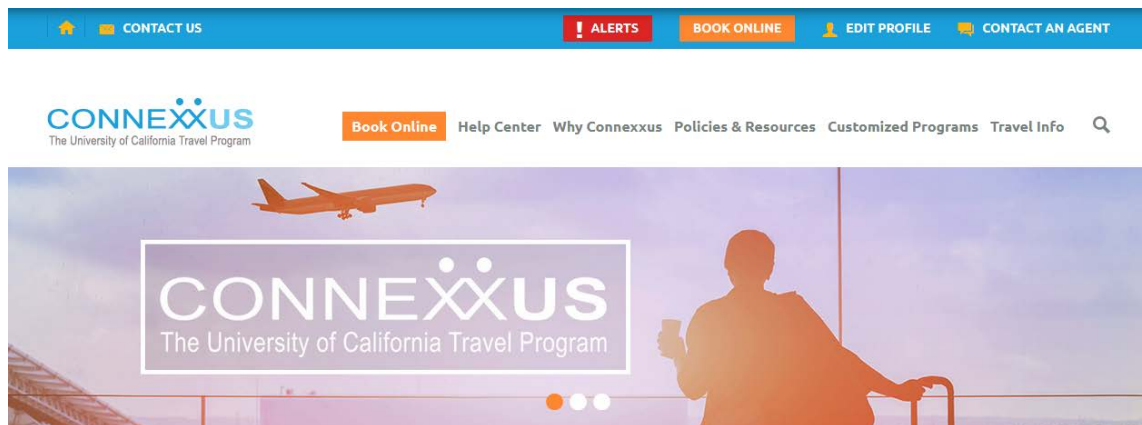 CONTACT US
! ALERTS
BOOK ONLINE
EDIT PROFILE
CONTACT AN AGENT
CONNEXXUS
The University of California Travel Program
Book Online
Help Center
Why Connexxus
Policies & Resources
Customized Programs
Travel Info
CONNEXXUS
The University of California Travel Program